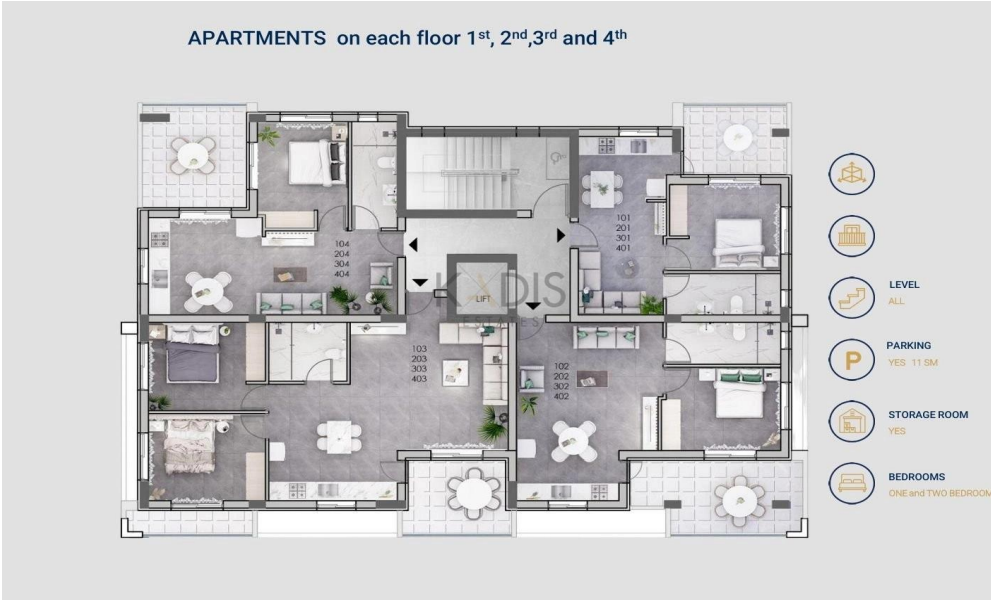 APARTMENTS on each floor 1st, 2nd,3rd and 4th
101
201
301
401
104
204
304
404
LIFT
KADIS
ESTATES
103
203
303
403
102
202
302
402
LEVEL
ALL
P
PARKING
YES 11 SM
STORAGE ROOM
YES
BEDROOMS
ONE and TWO BEDROOM